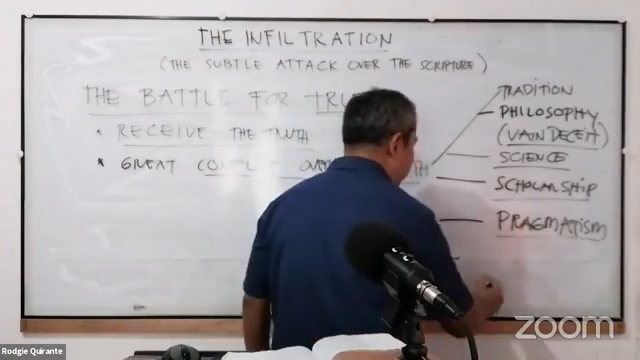 THE INFILTRATION
(THE SUBTLE ATTACK OVER THE SCRIPTURE)
THE BATTLE FOR
* RECEIVE THE TRUTH
* GREAT
TRADITION
PHILOSOPHY
(VAIN DECEIT)
SCIENCE
SCHOLARSHIP
PRAGMATISM
zoom
Rodgie Quirante